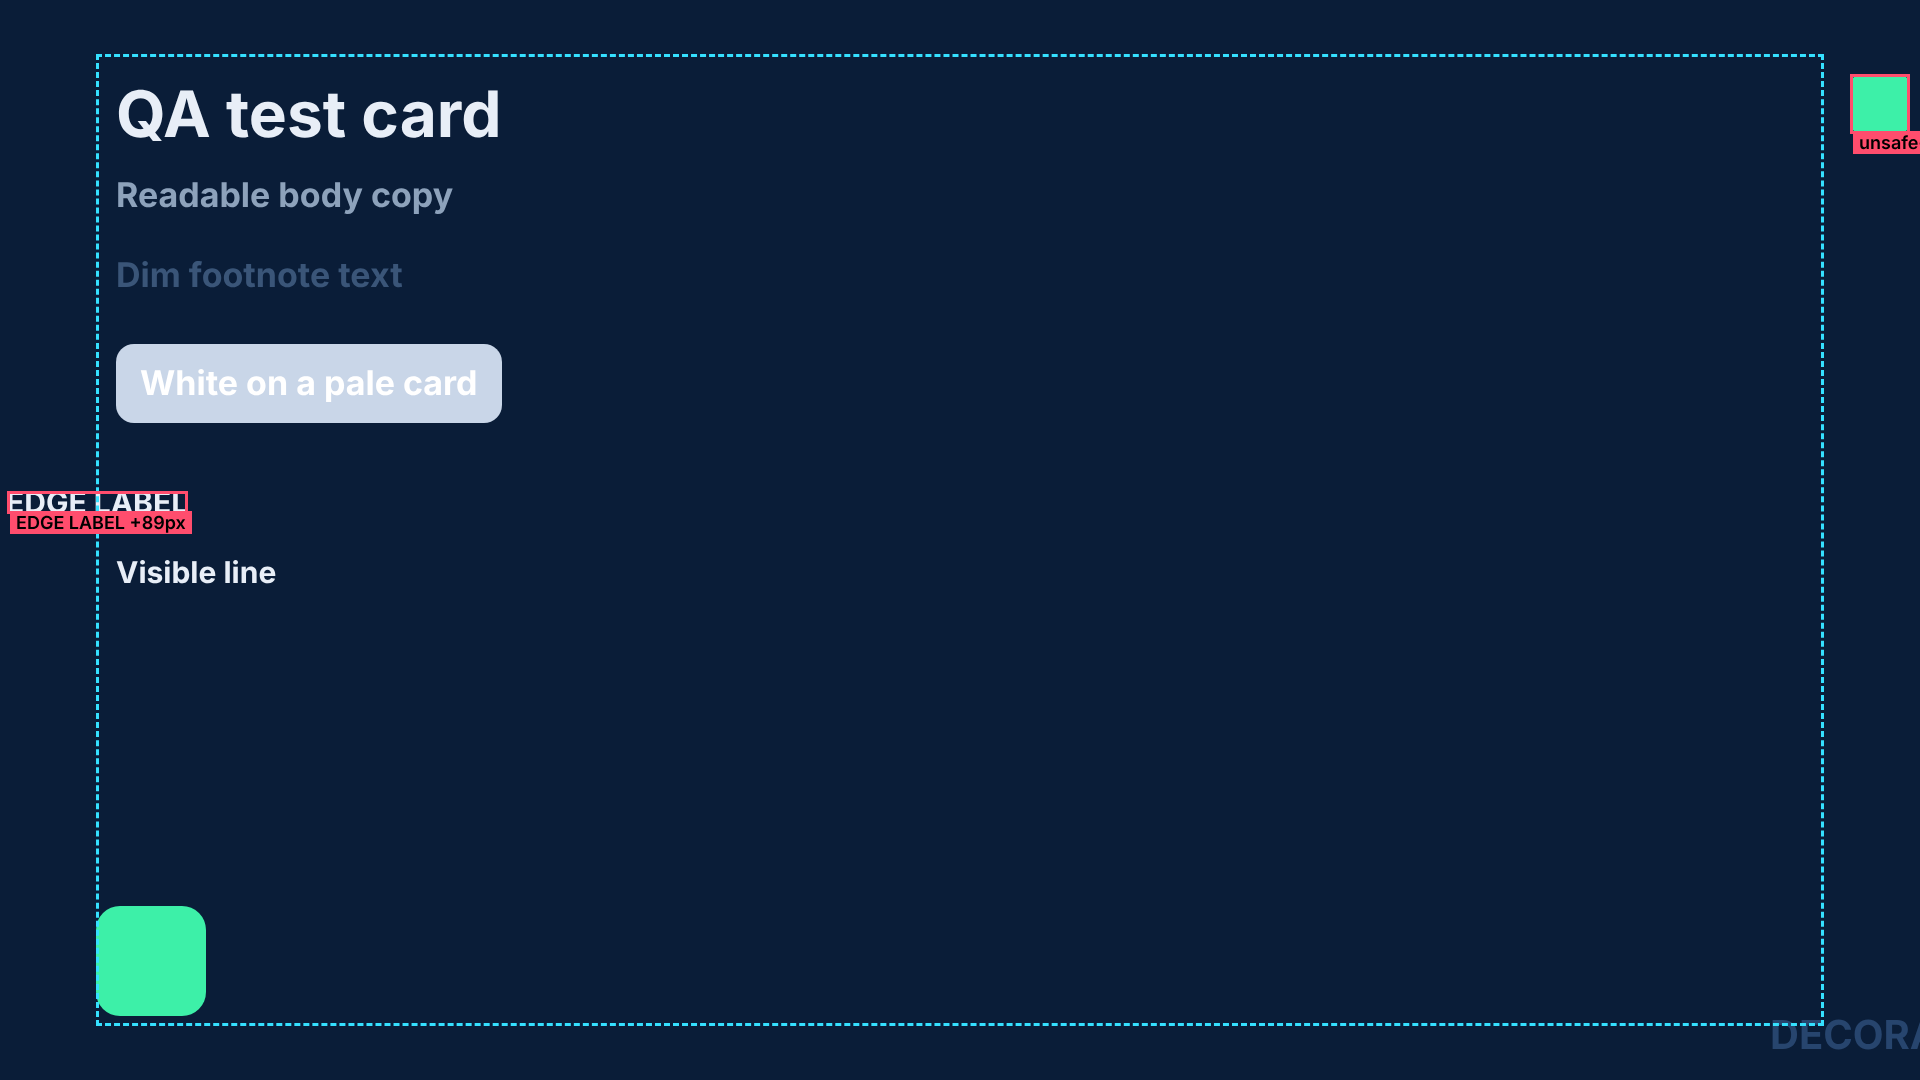 QA test card
unsafe
Readable body copy
Dim footnote text
White on a pale card
EDGE LABEL
EDGE LABEL +89px
Visible line
DECORA